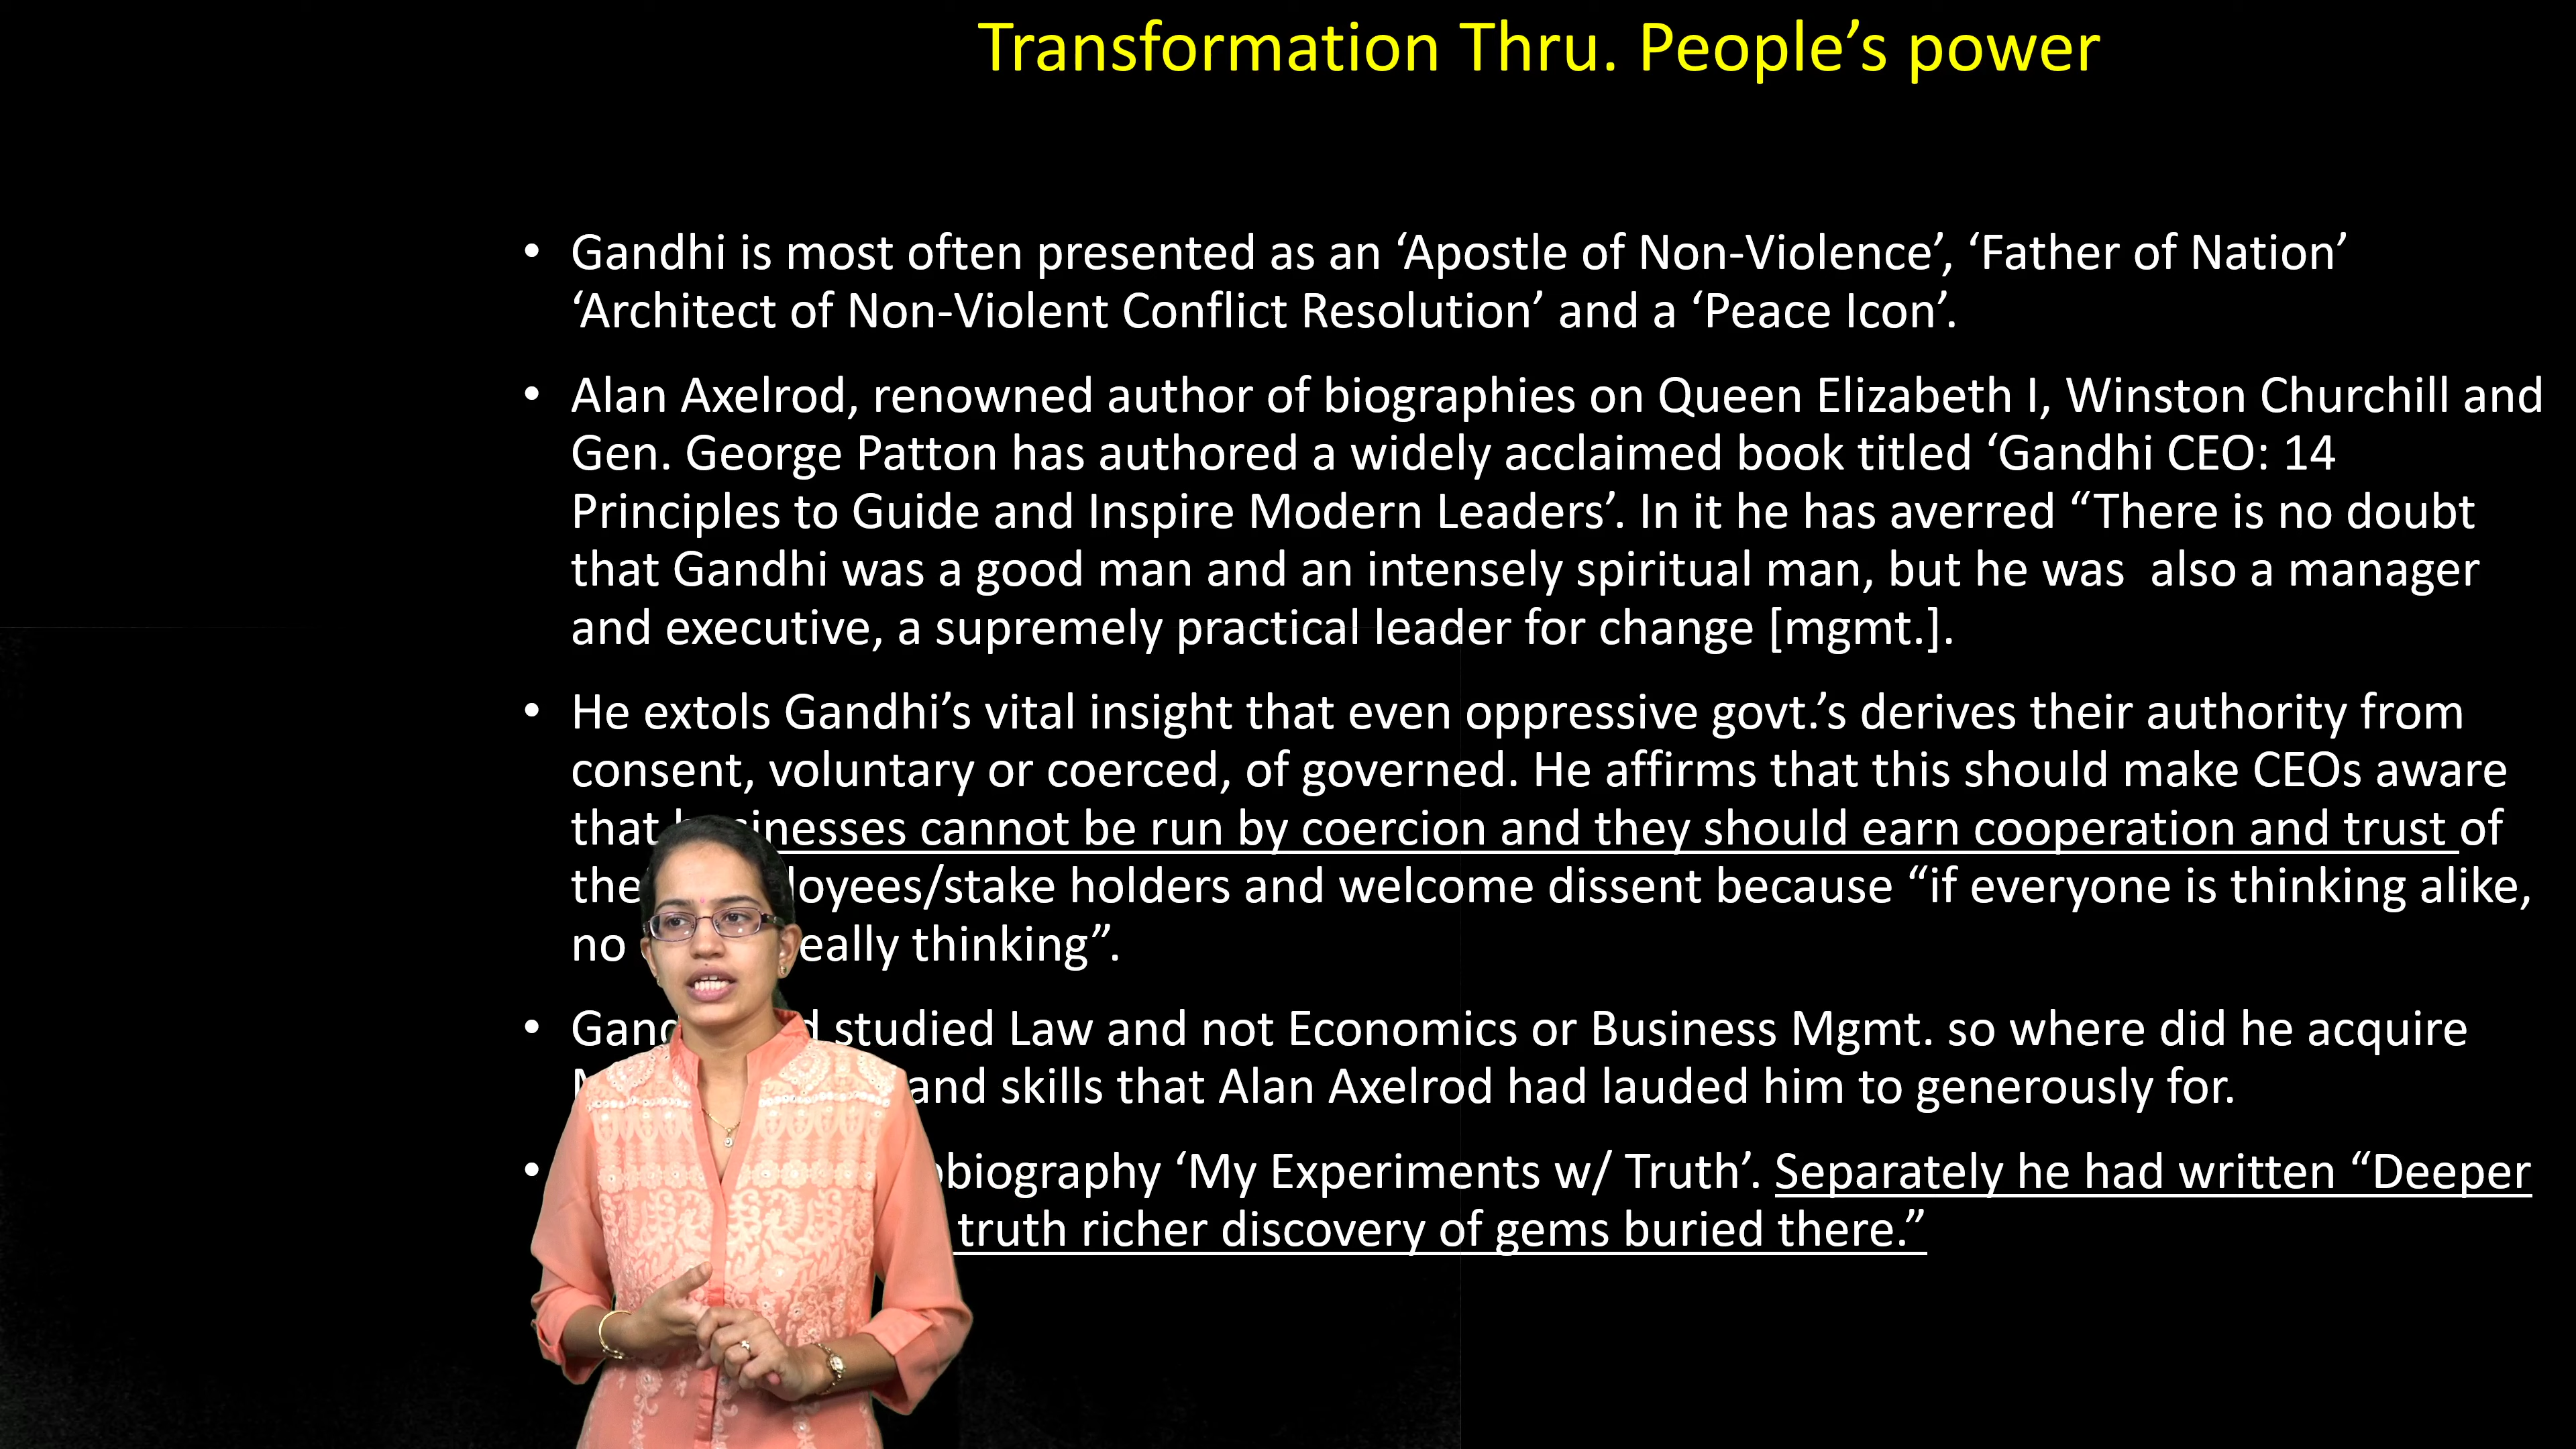 Transformation Thru. People’s power
• Gandhi is most often presented as an ‘Apostle of Non-Violence’, ‘Father of Nation’
‘Architect of Non-Violent Conflict Resolution’ and a ‘Peace Icon’.
• Alan Axelrod, renowned author of biographies on Queen Elizabeth I, Winston Churchill and
Gen. George Patton has authored a widely acclaimed book titled ‘Gandhi CEO: 14
Principles to Guide and Inspire Modern Leaders’. In it he has averred “There is no doubt
that Gandhi was a good man and an intensely spiritual man, but he was also a manager
and executive, a supremely practical leader for change [mgmt.].
• He extols Gandhi’s vital insight that even oppressive govt.’s derives their authority from
consent, voluntary or coerced, of governed. He affirms that this should make CEOs aware
that cannot be run by coercion and they should earn cooperation and trust of
holders and welcome dissent because “if everyone is thinking alike,
no thinking”.
• studied Law and not Economics or Business Mgmt. so where did he acquire
and skills that Alan Axelrod had lauded him to generously for.
• ‘My Experiments w/ Truth’. Separately he had written “Deeper
truth richer discovery of gems buried there.”